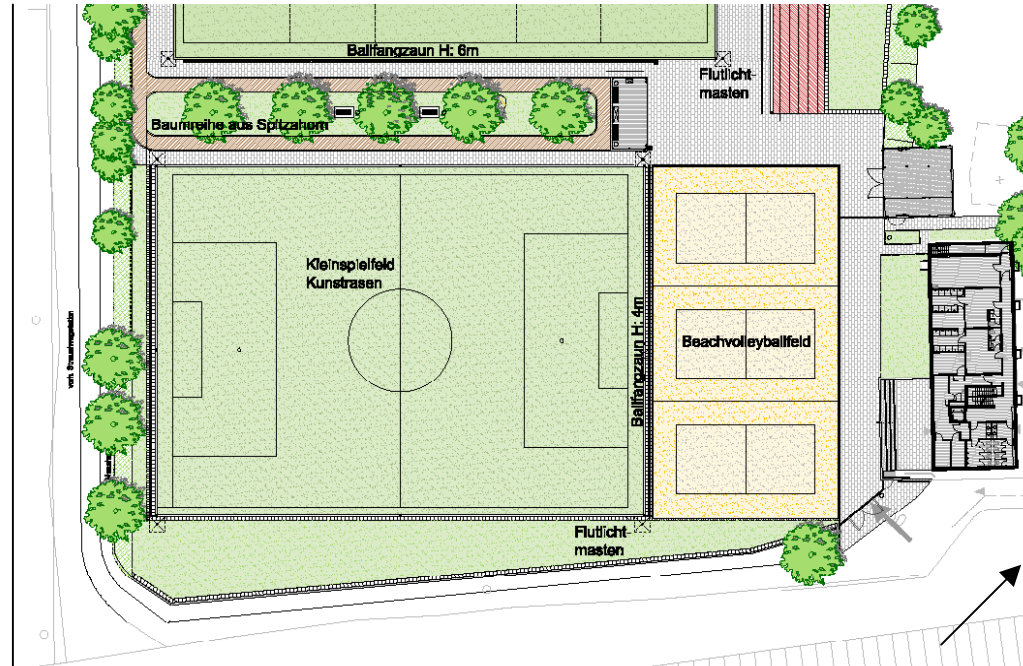 Ballfangzaun H: 6m
Flutlicht-
masten
Baumreihe aus Spitzahorn
Kleinspielfeld
Kunstrasen
Ballfangzaun H: 4m
Beachvolleyballfeld
Flutlicht-
masten